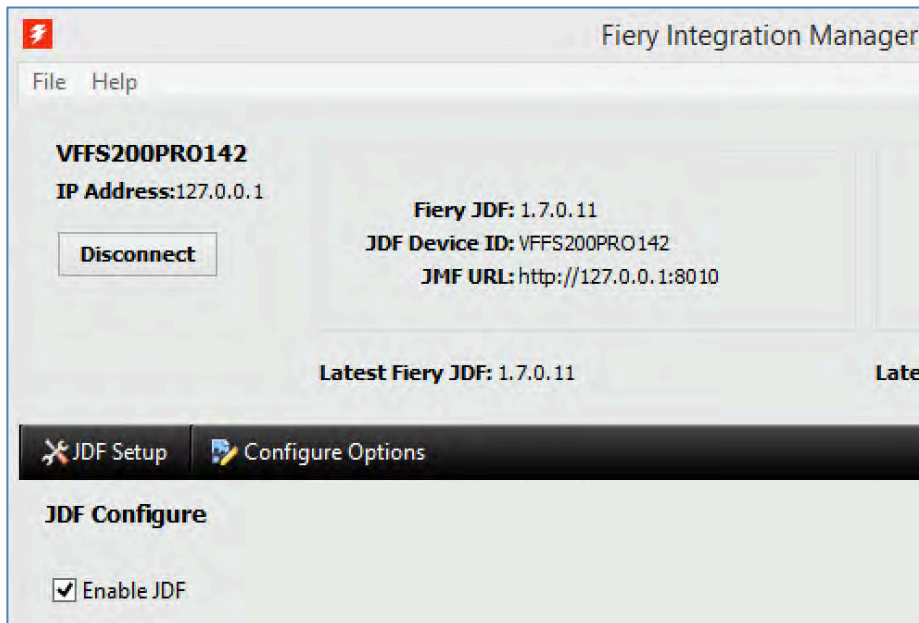 Fiery Integration Manager
File Help
VFFS200PRO142
IP Address:127.0.0.1
Disconnect
Fiery JDF: 1.7.0.11
JDF Device ID: VFFS200PRO142
JMF URL: http://127.0.0.1:8010
Latest Fiery JDF: 1.7.0.11
Late
JDF Setup Configure Options
JDF Configure
Enable JDF